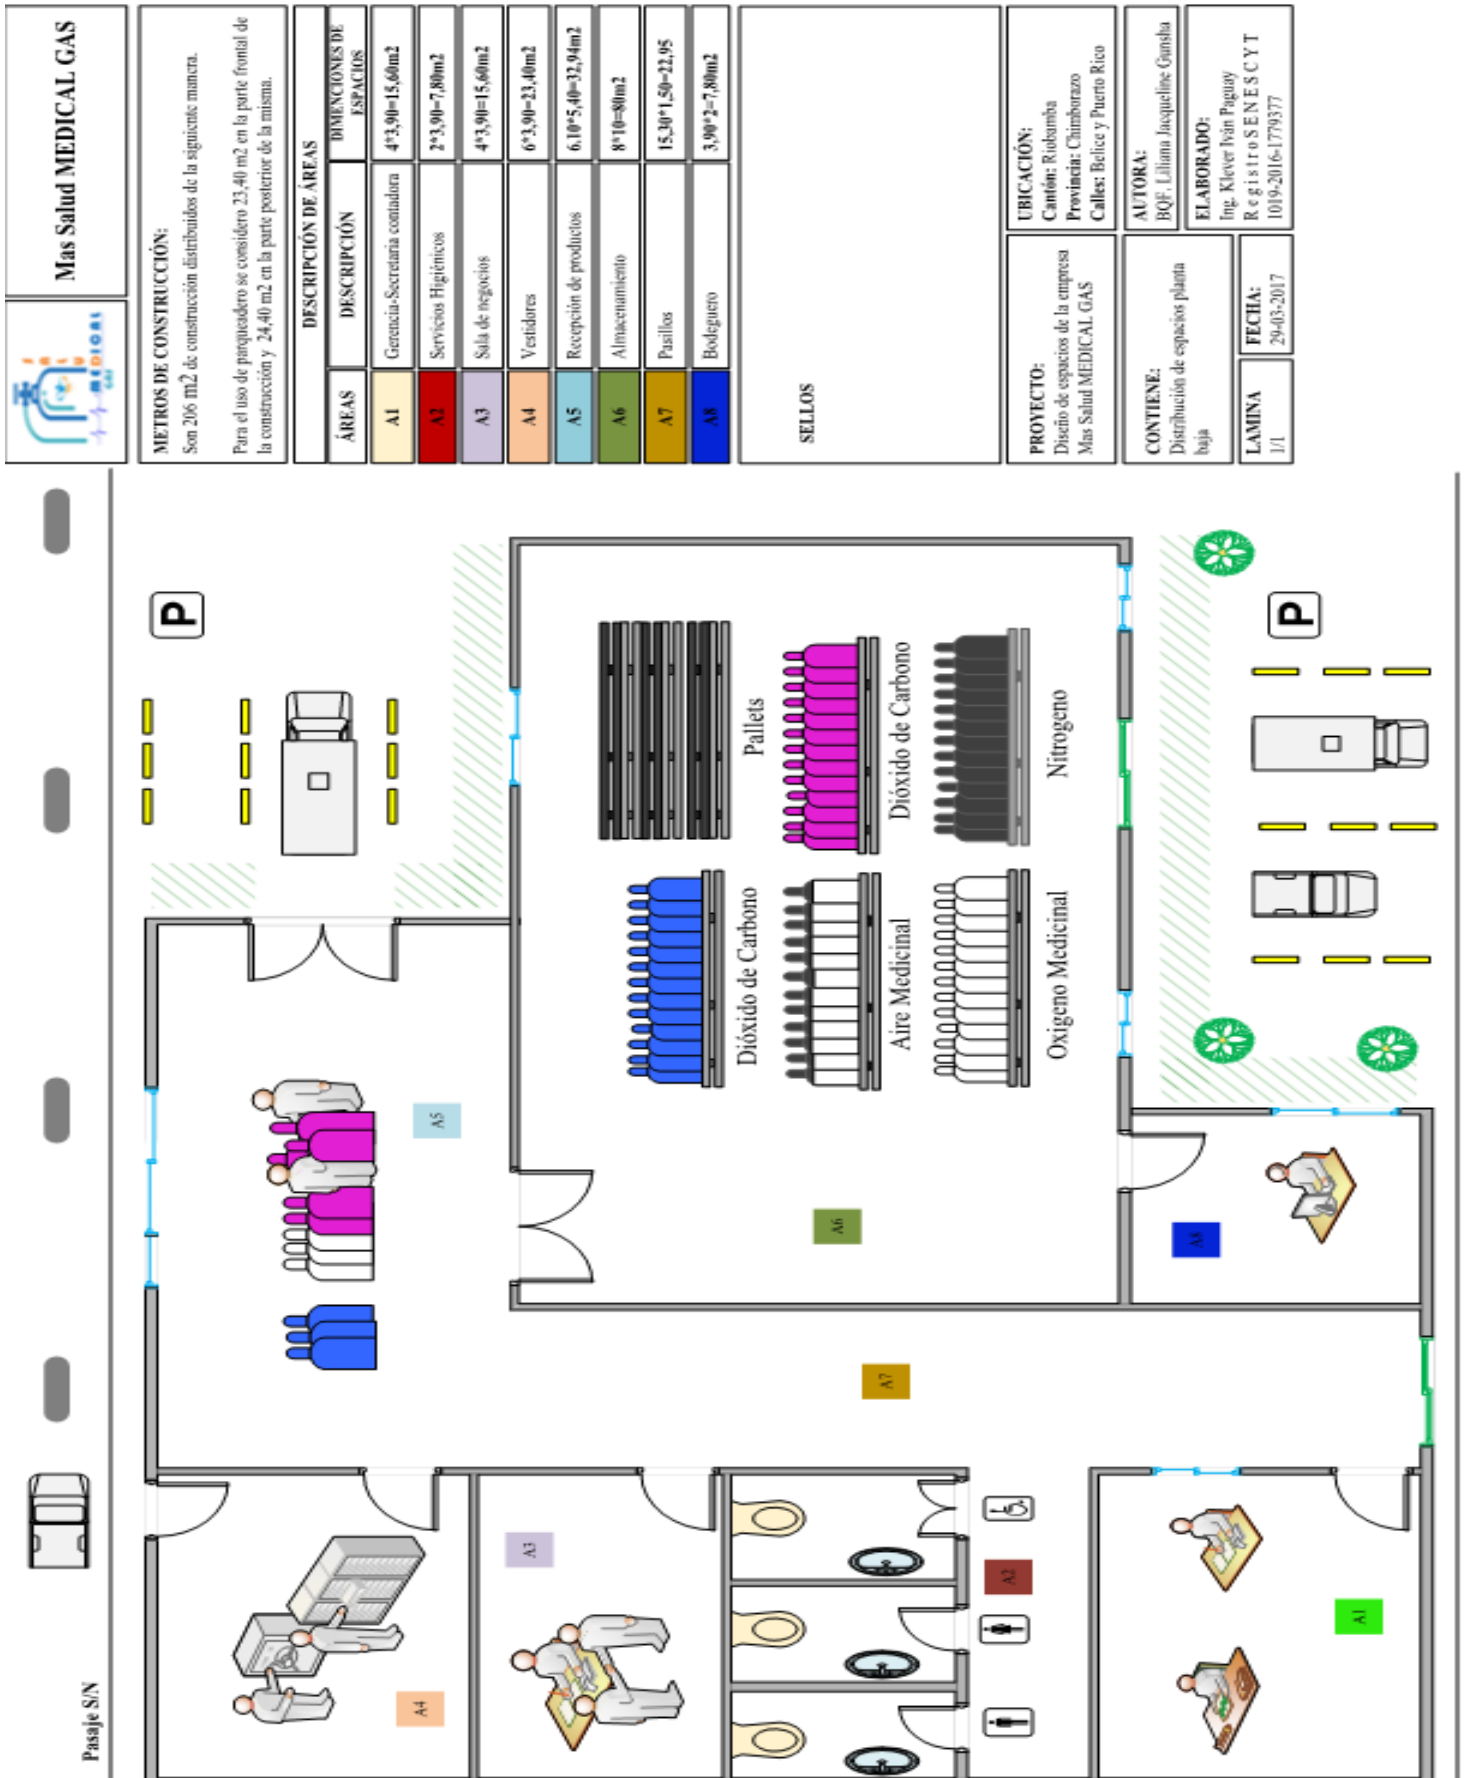 Mas Salud MEDICAL GAS
MEDICAL
GAS
METROS DE CONSTRUCCIÓN:
Son 206 m2 de construcción distribuidos de la siguiente manera.
Para el uso de parqueadero se considero 23,40 m2 en la parte frontal de
la construcción y 24,40 m2 en la parte posterior de la misma.
DESCRIPCIÓN DE ÁREAS
ÁREAS DESCRIPCIÓN DIMENCIONES DE
ESPACIOS
A1 Gerencia-Secretaria contadora 4*3,90=15,60m2
A2 Servicios Higiénicos 2*3,90=7,80m2
A3 Sala de negocios 4*3,90=15,60m2
A4 Vestidores 6*3,90=23,40m2
A5 Recepción de productos 6.10*5,40=32,94m2
A6 Almacenamiento 8*10=80m2
A7 Pasillos 15,30*1,50=22,95
A8 Bodeguero 3,90*2=7,80m2
SELLOS
PROYECTO:
Diseño de espacios de la empresa
Mas Salud MEDICAL GAS
UBICACIÓN:
Cantón: Riobamba
Provincia: Chimborazo
Calles: Belice y Puerto Rico
CONTIENE:
Distribución de espacios planta
baja
AUTORA:
BQF. Liliana Jacqueline Gunsha
LAMINA
1/1
FECHA:
29-03-2017
ELABORADO:
Ing. Klever Iván Paguay
Registro SENESCYT
1019-2016-1779377
Pasaje S/N
P
A5
Pallets
Dióxido de Carbono
Dióxido de Carbono
Aire Medicinal
Nitrogeno
Oxigeno Medicinal
P
A6
A8
A7
A4
A3
A2
A1